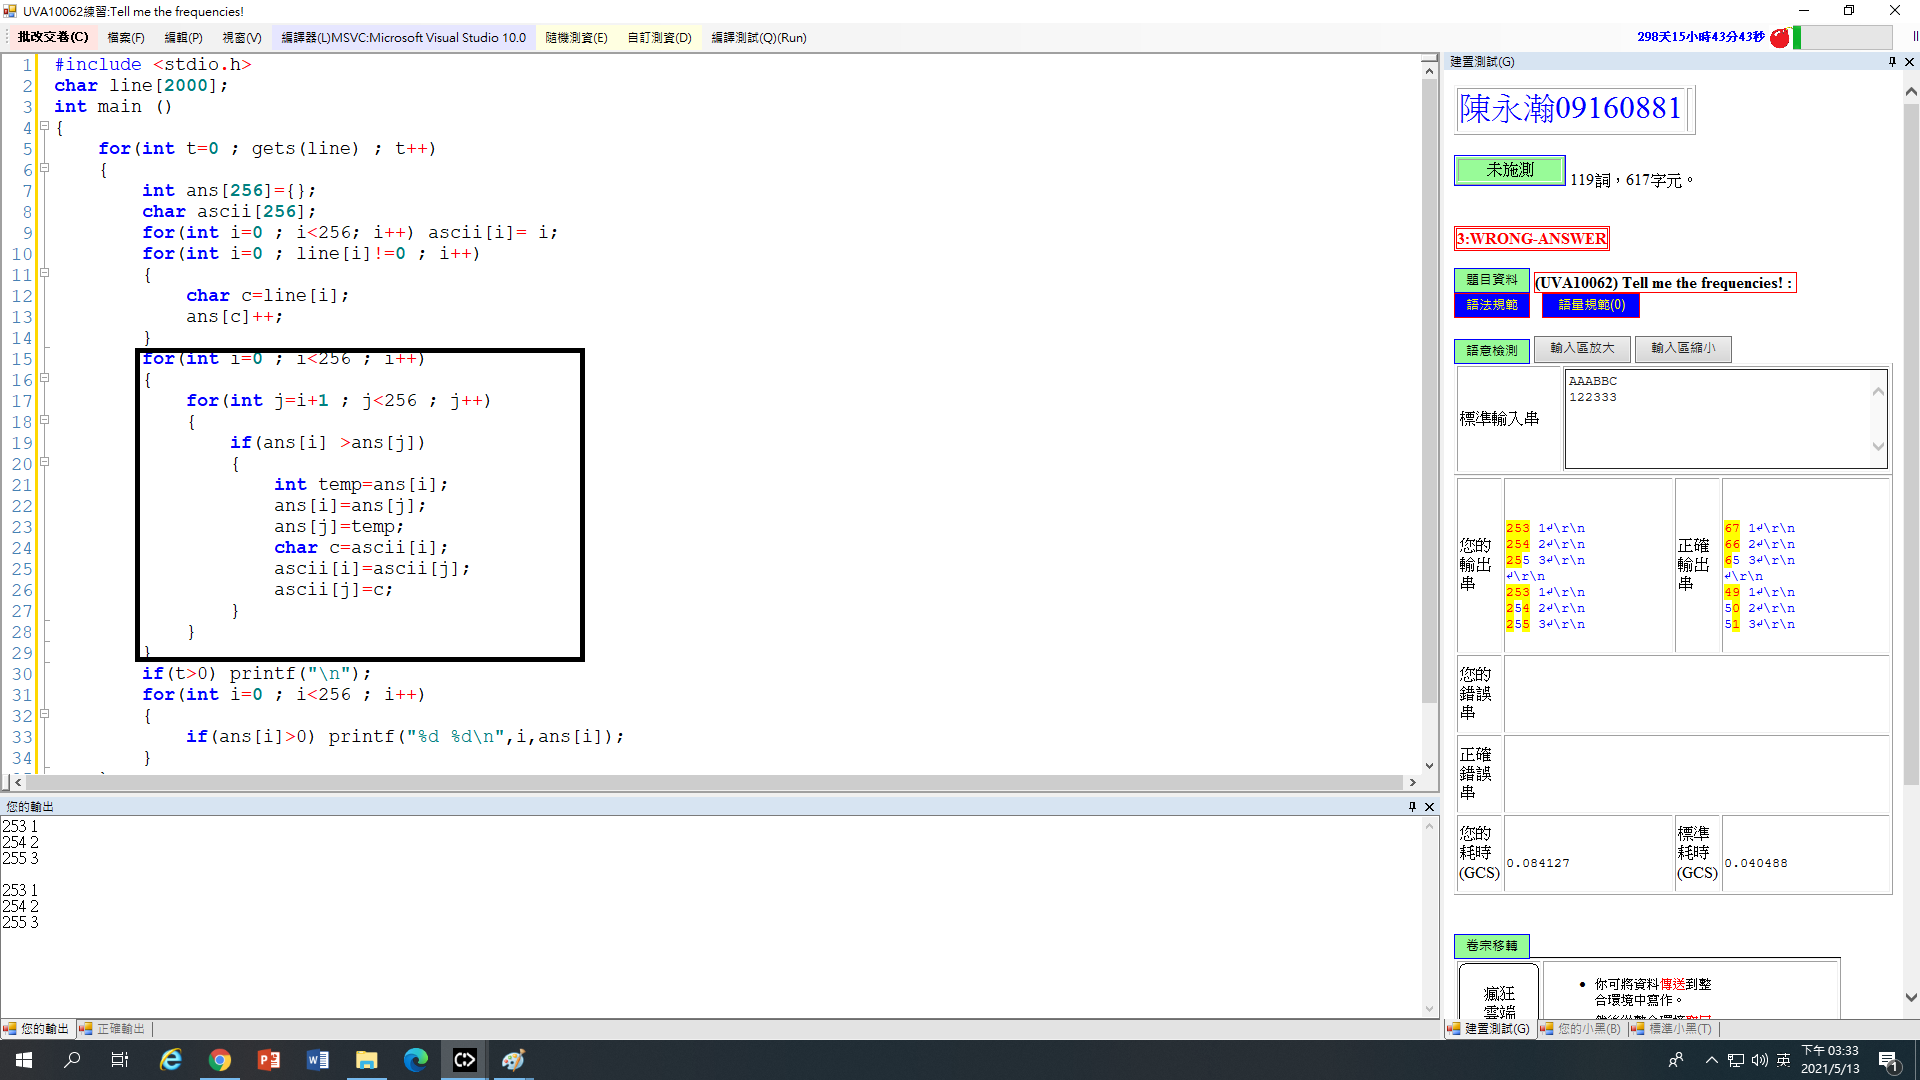 UVA10062練習:Tell me the frequencies!
批改交卷(C) 檔案(F) 編輯(P) 視窗(V) 編譯器(L)MSVC:Microsoft Visual Studio 10.0 隨機測資(E) 自訂測資(D) 編譯測試(Q)(Run) 298天15小時43分43秒
1 #include <stdio.h>
2 char line[2000];
3 int main ()
4 {
5 for(int t=0 ; gets(line) ; t++)
6 {
7 int ans[256]={};
8 char ascii[256];
9 for(int i=0 ; i<256; i++) ascii[i]= i;
10 for(int i=0 ; line[i]!=0 ; i++)
11 {
12 char c=line[i];
13 ans[c]++;
14 }
15 for(int i=0 ; i<256 ; i++)
16 {
17 for(int j=i+1 ; j<256 ; j++)
18 {
19 if(ans[i] >ans[j])
20 {
21 int temp=ans[i];
22 ans[i]=ans[j];
23 ans[j]=temp;
24 char c=ascii[i];
25 ascii[i]=ascii[j];
26 ascii[j]=c;
27 }
28 }
29 }
30 if(t>0) printf("\n");
31 for(int i=0 ; i<256 ; i++)
32 {
33 if(ans[i]>0) printf("%d %d\n",i,ans[i]);
34 }
您的輸出
253 1
254 2
255 3
253 1
254 2
255 3
您的輸出 正確輸出
建置測試(G)
陳永瀚09160881
未施測 119詞，617字元。
3:WRONG-ANSWER
題目資料 (UVA10062) Tell me the frequencies! :
語法規範 語量規範(0)
語意檢測 輸入區放大 輸入區縮小
標準輸入串
AAABBC
122333
您的輸出串
253 1↲\r\n
254 2↲\r\n
255 3↲\r\n
↲\r\n
253 1↲\r\n
254 2↲\r\n
255 3↲\r\n
正確輸出串
67 1↲\r\n
66 2↲\r\n
65 3↲\r\n
↲\r\n
49 1↲\r\n
50 2↲\r\n
51 3↲\r\n
您的錯誤串
正確錯誤串
您的耗時(GCS) 0.084127 標準耗時(GCS) 0.040488
卷宗移轉
瘋狂
雲端
• 你可將資料傳送到整
合環境中寫作。
建置測試(G) 您的小黑(B) 標準小黑(T)
英
下午 03:33
2021/5/13
1